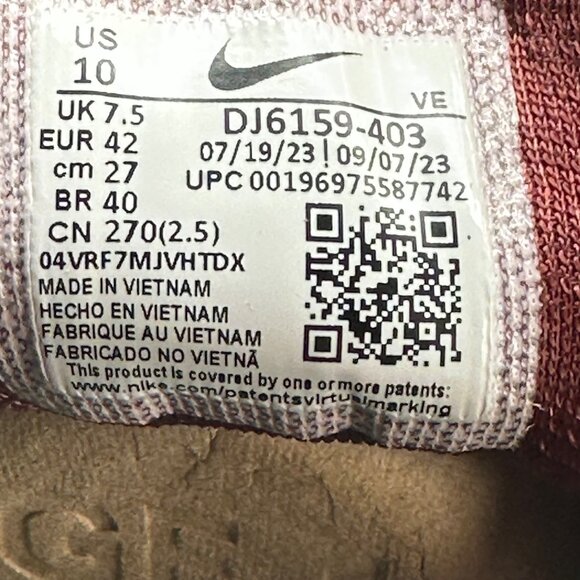 US
10
UK 7.5
EUR 42
cm 27
BR 40
CN 270(2.5)
VE
DJ6159-403
07/19/23 | 09/07/23
UPC 00196975587742
04VRF7MJVHTDX
MADE IN VIETNAM
HECHO EN VIETNAM
FABRIQUE AU VIETNAM
FABRICADO NO VIETNÃ
This product is covered by one or more patents:
www.nike.com/patentsvirtualmarking